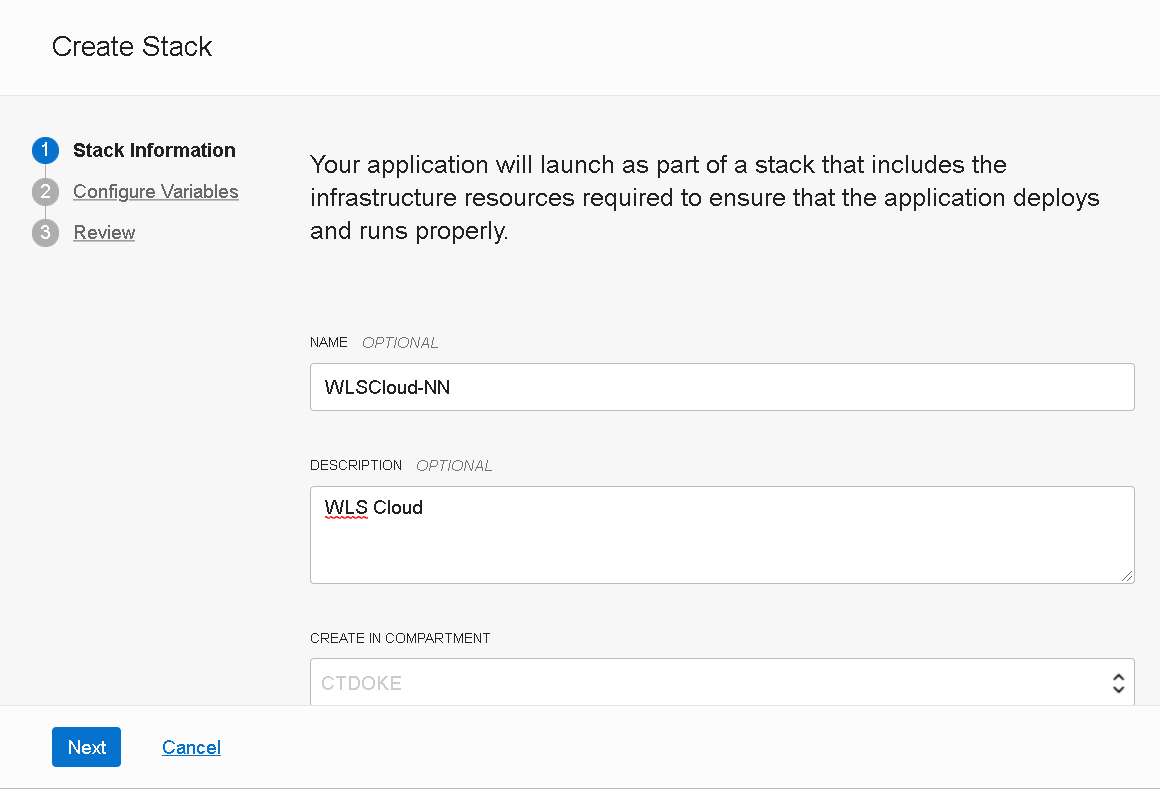 Create Stack
1 Stack Information
2 Configure Variables
3 Review
Your application will launch as part of a stack that includes the
infrastructure resources required to ensure that the application deploys
and runs properly.
NAME OPTIONAL
WLSCloud-NN
DESCRIPTION OPTIONAL
WLS Cloud
CREATE IN COMPARTMENT
CTDOKE
Next Cancel